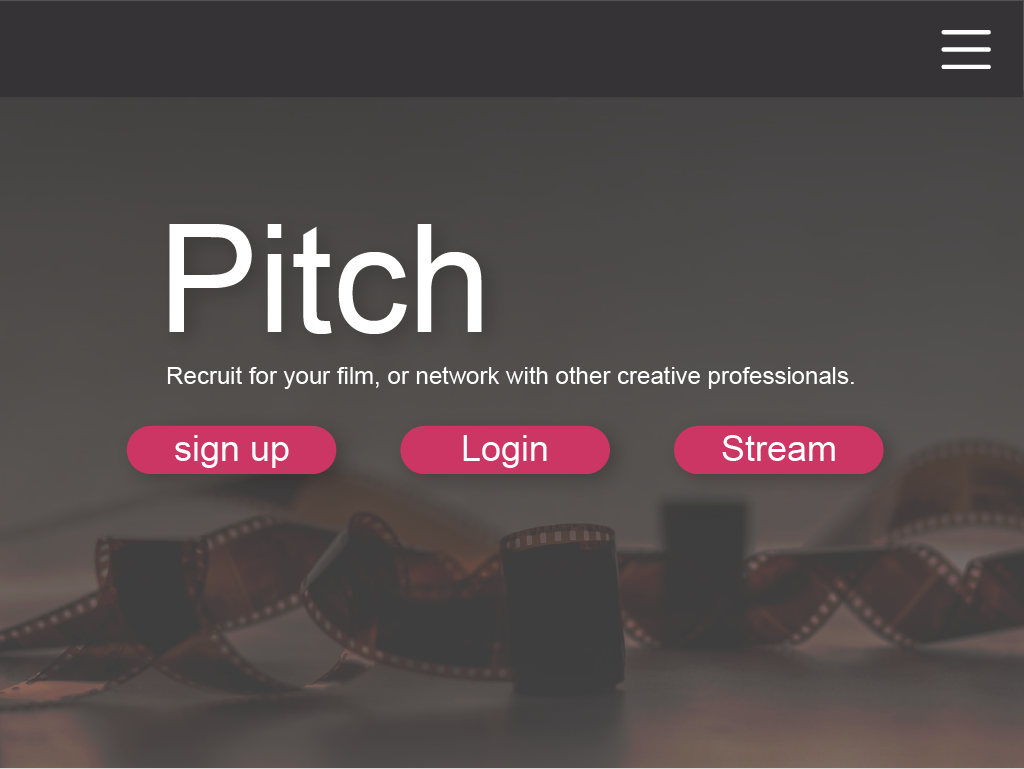 Pitch
Recruit for your film, or network with other creative professionals.
sign up Login Stream